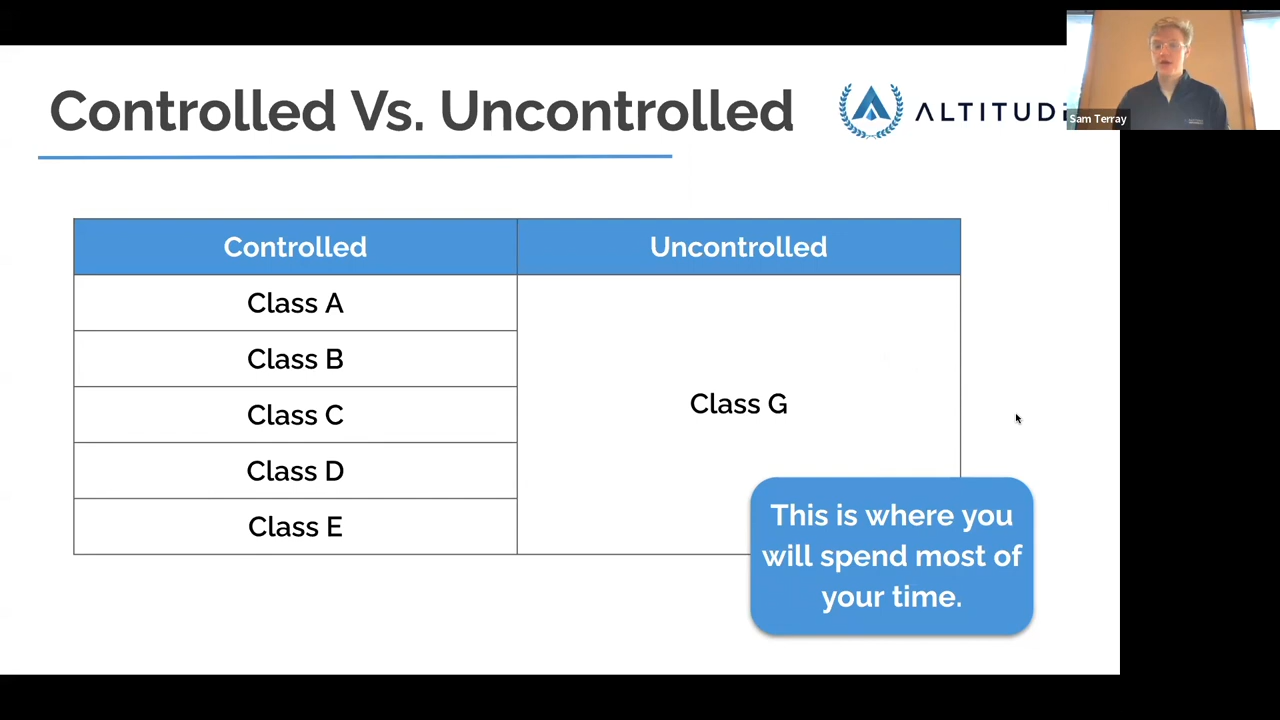 Controlled Vs. Uncontrolled
ALTITUD
Sam Terray
Controlled
Uncontrolled
Class A
Class B
Class C
Class D
Class E
Class G
This is where you
will spend most of
your time.